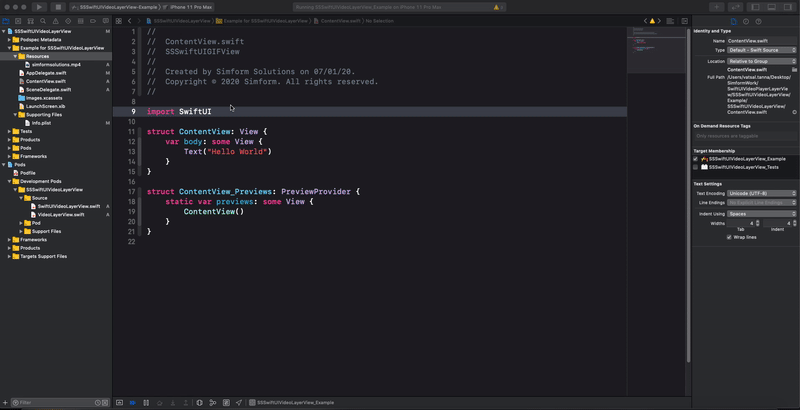 SSSwiftUIVideoLayerView-Example
iPhone 11 Pro Max
Running SSSwiftUIVideoLayerView_Example on iPhone 11 Pro Max
SSSwiftUIVideoLayerView
Example for SSSwiftUIVideoLayerView
ContentView.swift
No Selection
SSSwiftUIVideoLayerView M
Podspec Metadata
Example for SSSwiftUIVideoLayerView
Resources
simformsolutions.mp4 A
AppDelegate.swift A
ContentView.swift A
SceneDelegate.swift A
Images.xcassets
LaunchScreen.xib
Supporting Files
Info.plist M
Tests
Products
Pods
Frameworks
Pods
Podfile
Development Pods
SSSwiftUIVideoLayerView
Source
SwiftUIVideoLayerView.swift A
VideoLayerView.swift A
Pod
Support Files
Frameworks
Products
Targets Support Files
Filter
1 //
2 // ContentView.swift
3 // SSSwiftUIGIFView
4 //
5 // Created by Simform Solutions on 07/01/20.
6 // Copyright © 2020 Simform. All rights reserved.
7 //
8
9 import SwiftUI
10
11 struct ContentView: View {
12 var body: some View {
13 Text("Hello World")
14 }
15 }
16
17 struct ContentView_Previews: PreviewProvider {
18 static var previews: some View {
19 ContentView()
20 }
21 }
22
SSSwiftUIVideoLayerView_Example
Identity and Type
Name ContentView.swift
Type Default - Swift Source
Location Relative to Group
ContentView.swift
Full Path /Users/vatsal.tanna/Desktop/
SimformWork/
SwiftUIVideoPlayerView/
SSSwiftUIVideoLayerView/
Example/
SSSwiftUIVideoLayerView/
ContentView.swift
On Demand Resource Tags
Only resources are taggable
Target Membership
SSSwiftUIVideoLayerView_Example
SSSwiftUIVideoLayerView_Tests
Text Settings
Text Encoding Unicode (UTF-8)
Line Endings No Explicit Line Endings
Indent Using Spaces
Widths 4 4
Tab Indent
Wrap lines